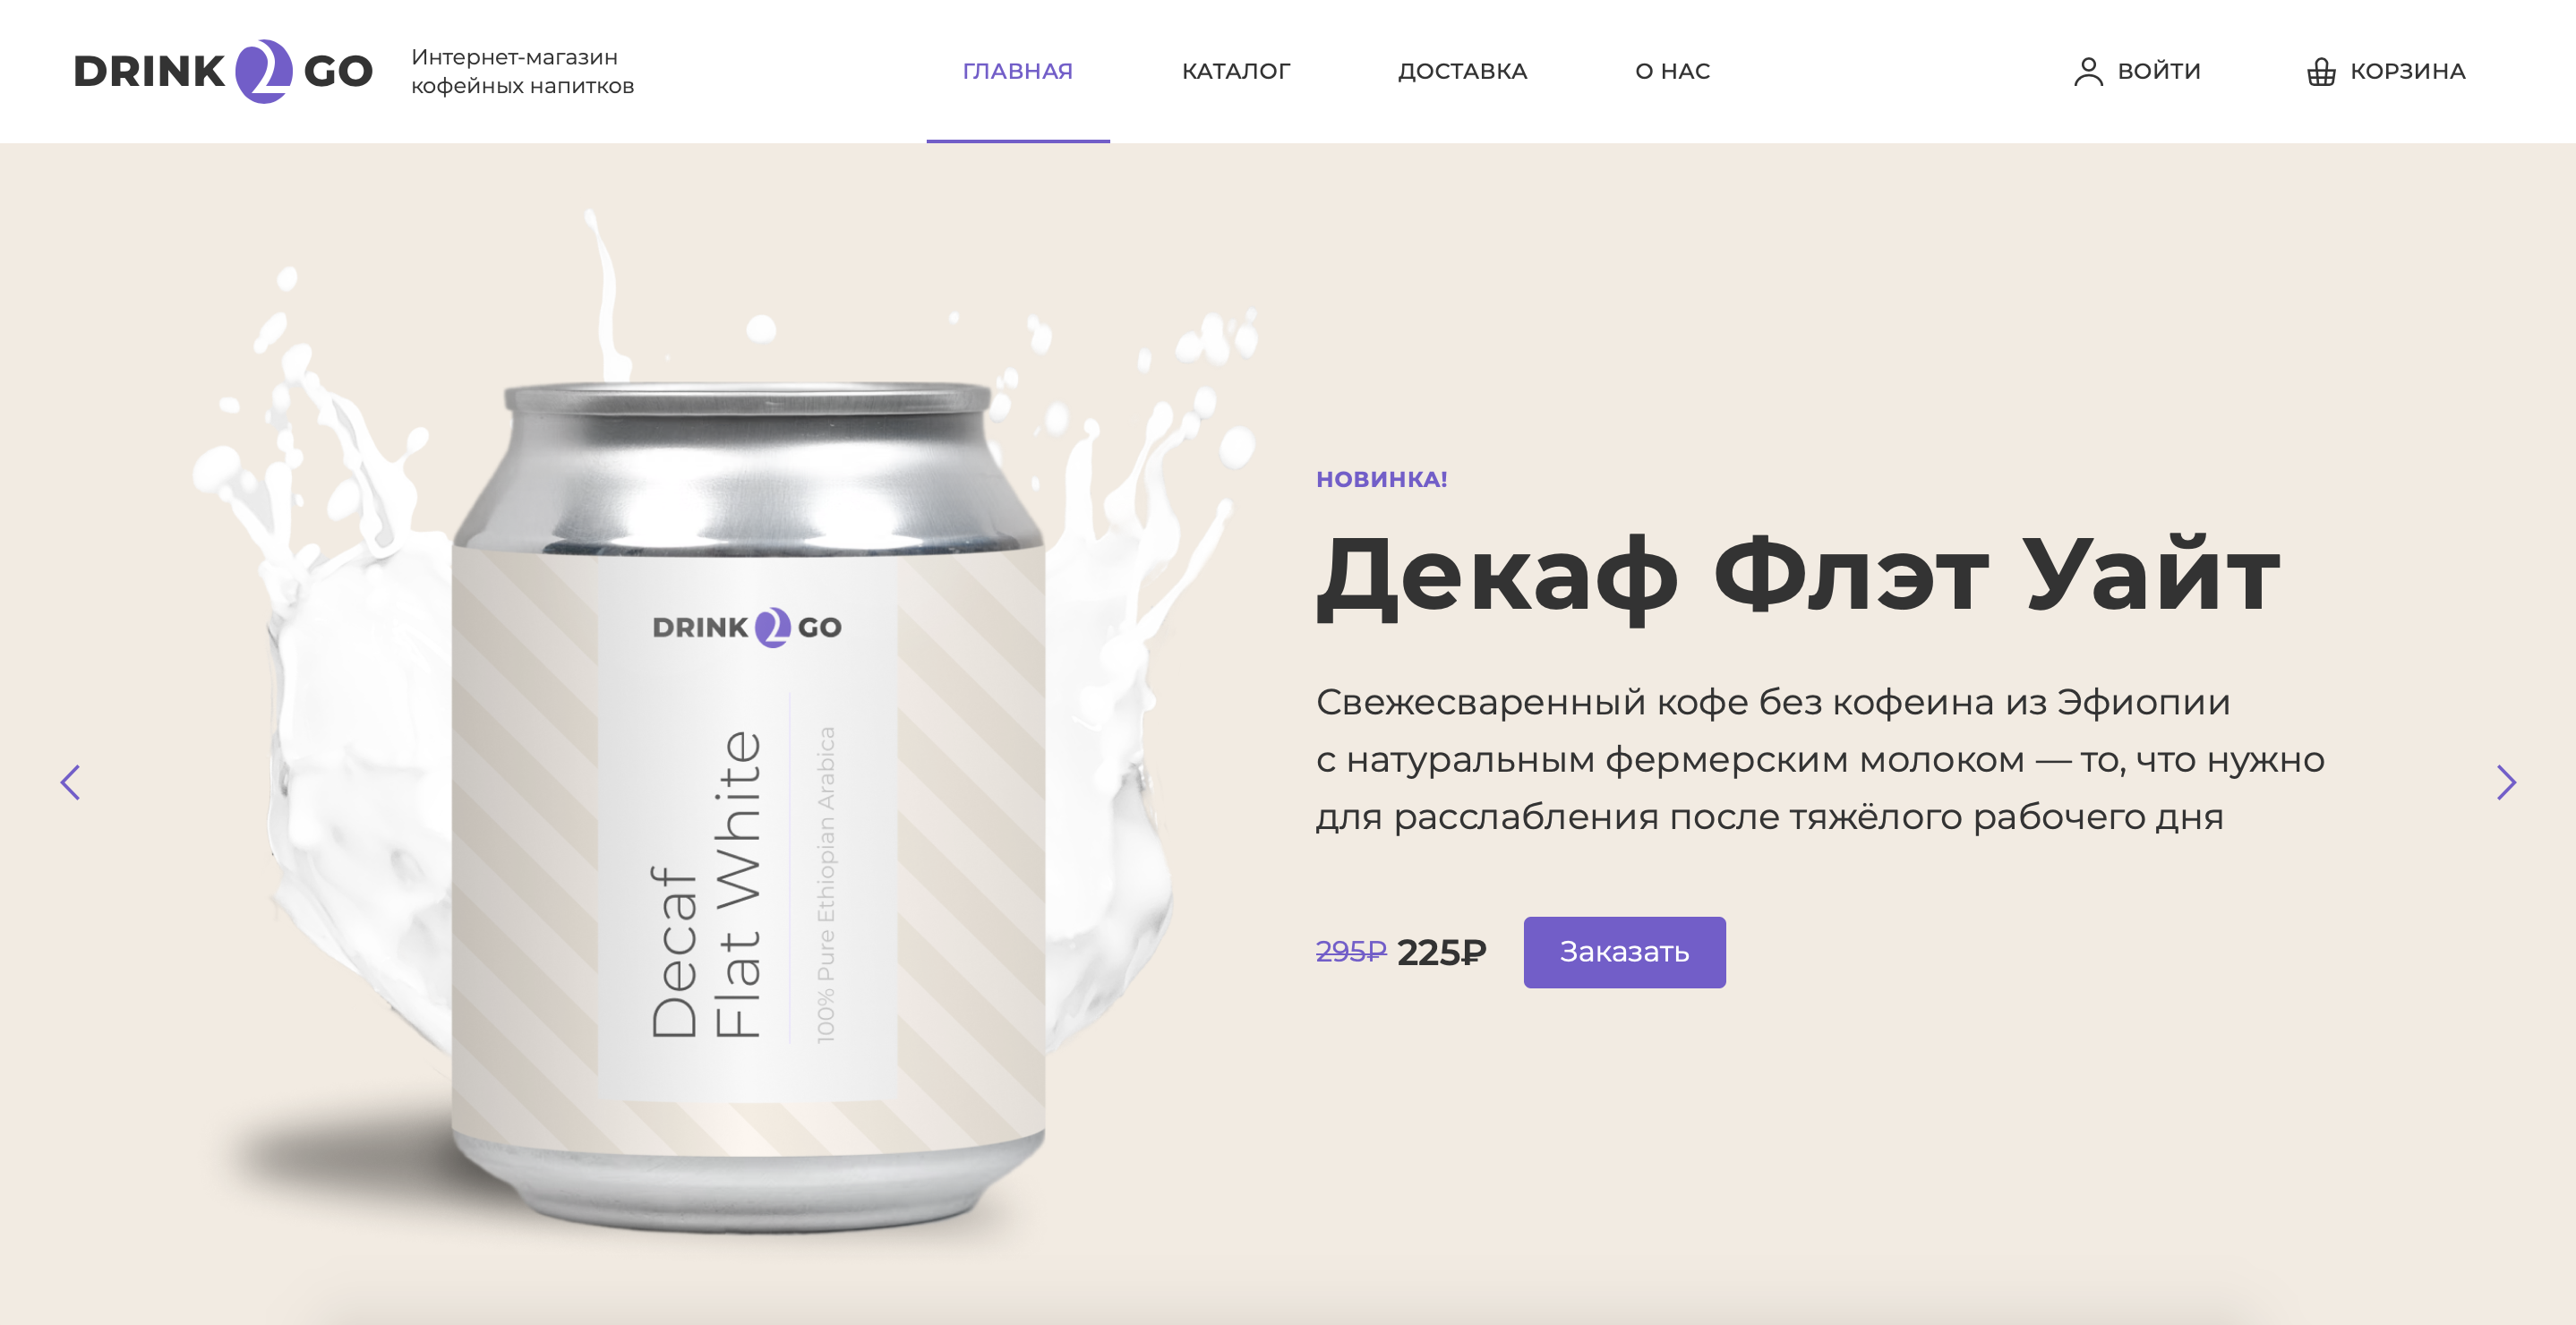 DRINK 2 GO
Интернет-магазин
кофейных напитков
ГЛАВНАЯ
КАТАЛОГ
ДОСТАВКА
О НАС
ВОЙТИ
КОРЗИНА
DRINK 2 GO
Decaf
Flat White
100% Pure Ethiopian Arabica
НОВИНКА!
Декаф Флэт Уайт
Свежесваренный кофе без кофеина из Эфиопии
с натуральным фермерским молоком — то, что нужно
для расслабления после тяжёлого рабочего дня
295₽ 225₽
Заказать